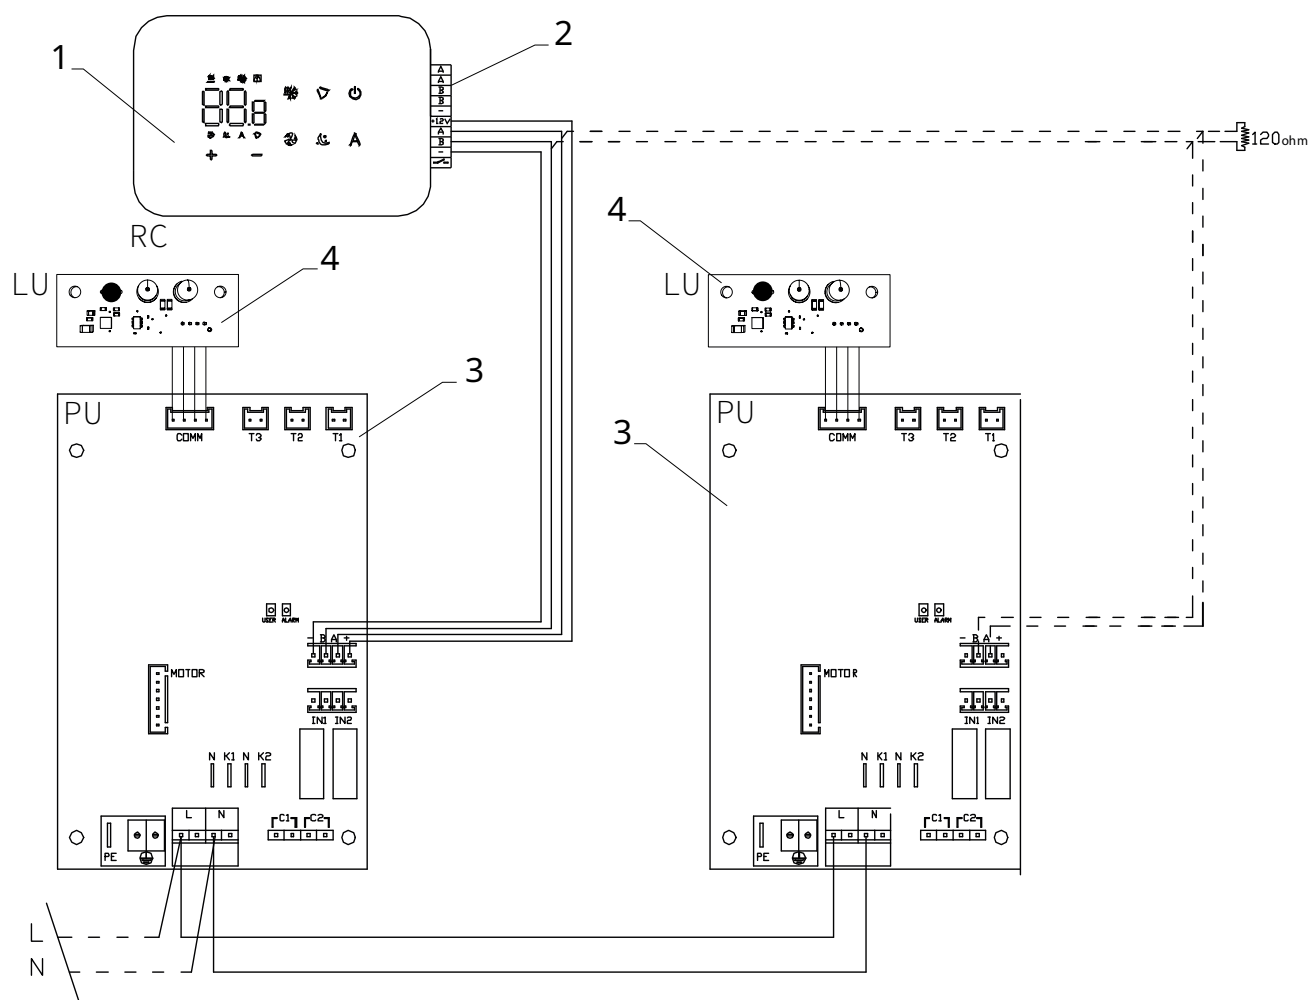 1
2
A
A
B
B
-
+12V
A
B
-
88.8
A
A
+ -
120ohm
RC
4
4
LU
LU
3
3
PU
COMM T3 T2 T1
PU
COMM T3 T2 T1
USER ALARM
- B A +
USER ALARM
- B A +
MOTOR
MOTOR
IN1 IN2
IN1 IN2
N K1 N K2
N K1 N K2
L N
C1 C2
PE
L N
C1 C2
PE
L
N